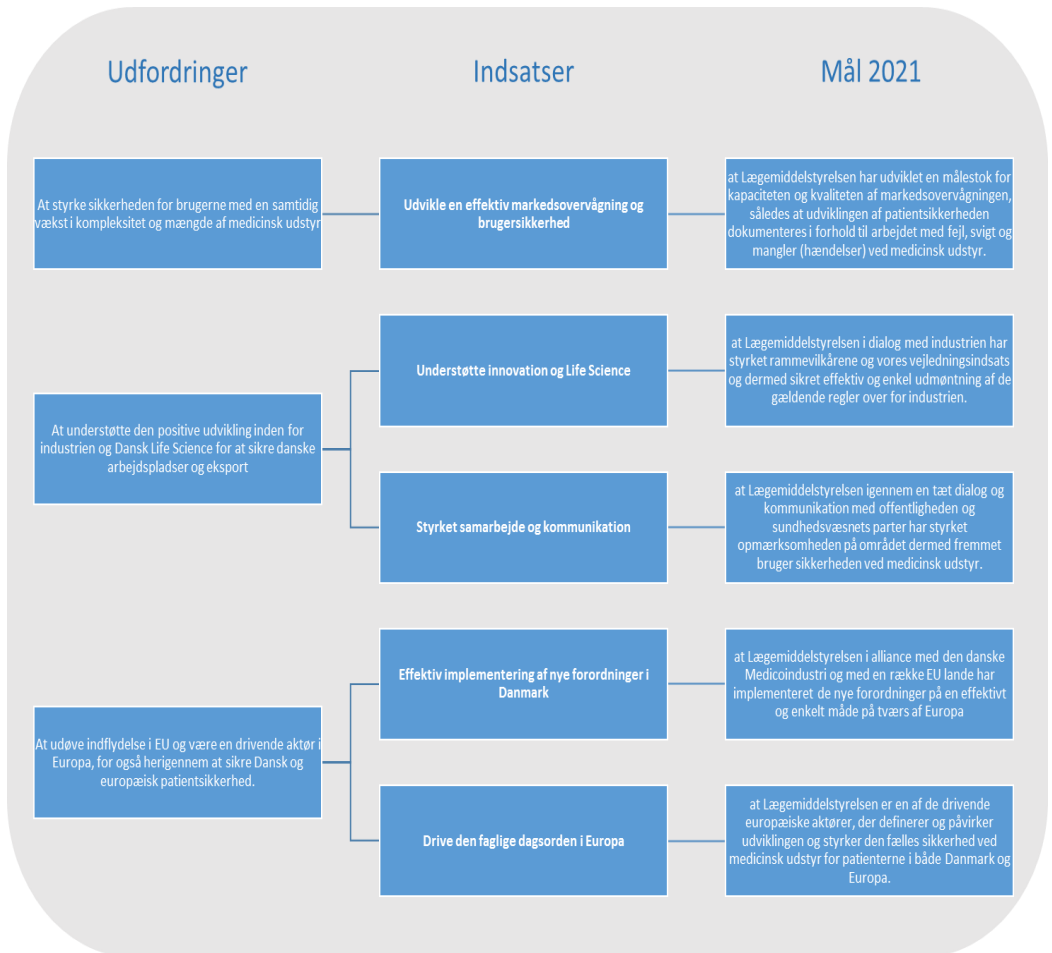 Udfordringer
Indsatser
Mål 2021
At styrke sikkerheden for brugerne med en samtidig
vækst i kompleksitet og mængde af medicinsk udstyr
Udvikle en effektiv markedsovervågning og
brugersikkerhed
at Lægemiddelstyrelsen har udviklet en målestok for
kapaciteten og kvaliteten af markedsovervågningen,
således at udviklingen af patientsikkerheden
dokumenteres i forhold til arbejdet med fejl, svigt og
mangler (hændelser) ved medicinsk udstyr.
At understøtte den positive udvikling inden for
industrien og Dansk Life Science for at sikre danske
arbejdspladser og eksport
Understøtte innovation og Life Science
at Lægemiddelstyrelsen i dialog med industrien har
styrket rammevilkårene og vores vejledningsindsats
og dermed sikret effektiv og enkel udmøntning af de
gældende regler over for industrien.
Styrket samarbejde og kommunikation
at Lægemiddelstyrelsen igennem en tæt dialog og
kommunikation med offentligheden og
sundhedsvæsnets parter har styrket
opmærksomheden på området dermed fremmet
bruger sikkerheden ved medicinsk udstyr.
At udøve indflydelse i EU og være en drivende aktør i
Europa, for også herigennem at sikre Dansk og
europæisk patientsikkerhed.
Effektiv implementering af nye forordninger i
Danmark
at Lægemiddelstyrelsen i alliance med den danske
Medicoindustri og med en række EU lande har
implementeret de nye forordninger på en effektivt
og enkelt måde på tværs af Europa
Drive den faglige dagsorden i Europa
at Lægemiddelstyrelsen er en af de drivende
europæiske aktører, der definerer og påvirker
udviklingen og styrker den fælles sikkerhed ved
medicinsk udstyr for patienterne i både Danmark og
Europa.